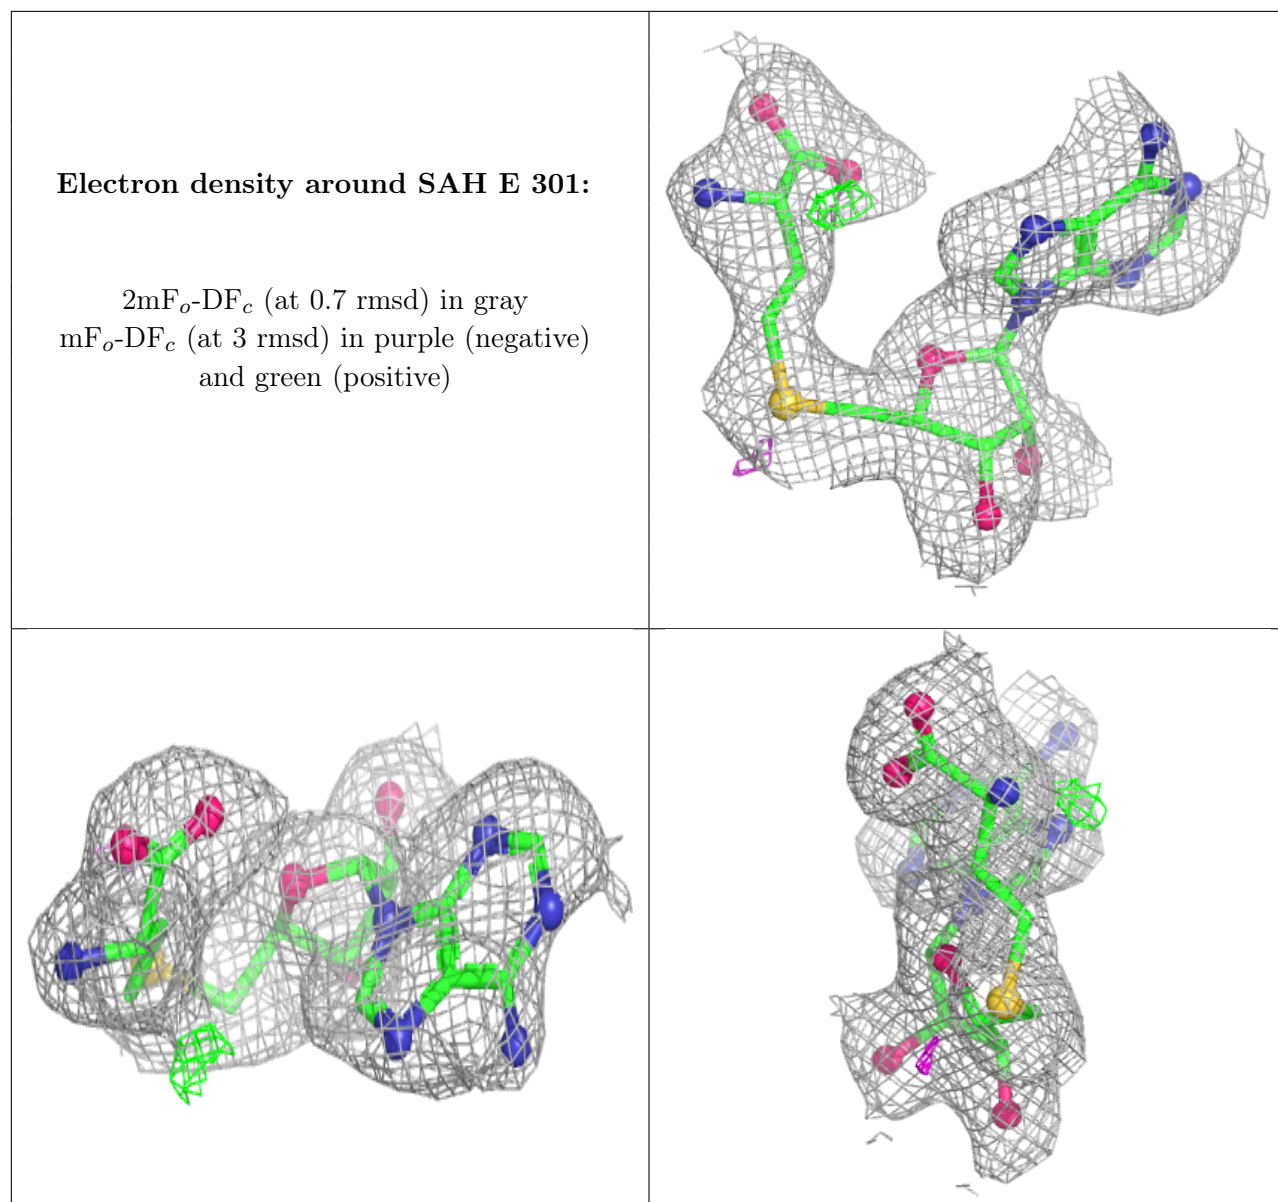 Electron density around SAH E 301:
2mFo-DFc (at 0.7 rmsd) in gray
mFo-DFc (at 3 rmsd) in purple (negative)
and green (positive)